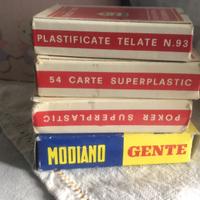 PLASTIFICATE TELATE N.93
54 CARTE SUPERPLASTIC
POKER SUPERPLASTIC
MODIANO GENTE